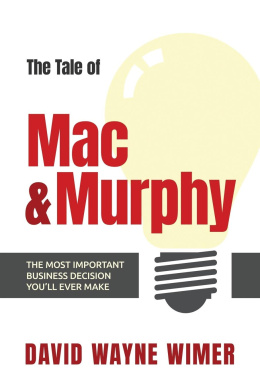 The Tale of
Mac
&Murphy
THE MOST IMPORTANT
BUSINESS DECISION
YOU'LL EVER MAKE
DAVID WAYNE WIMER